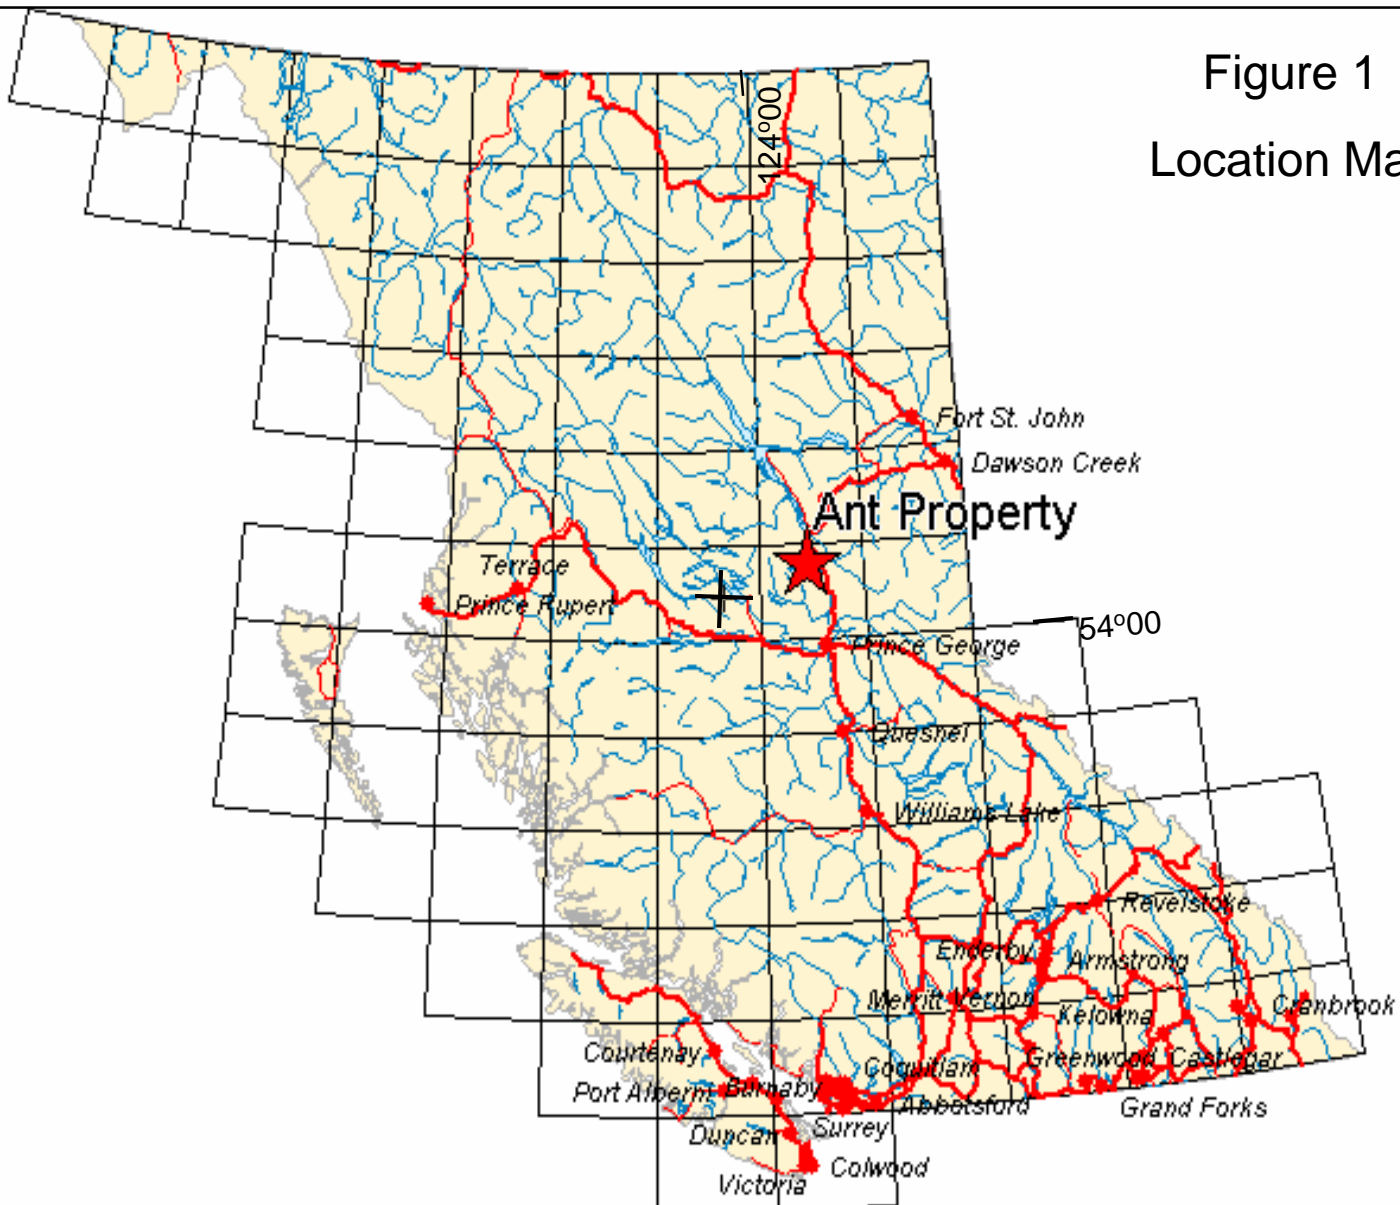 Figure 1
Location Ma
124º00
Fort St. John
Dawson Creek
Ant Property
Terrace
Prince Rupert
54º00
Prince George
Quesnel
Williams Lake
Revelstoke
Enderby
Armstrong
Merritt
Vernon
Cranbrook
Kelowna
Courtenay
Greenwood
Castlegar
Coquitlam
Port Alberni
Burnaby
Abbotsford
Grand Forks
Surrey
Duncan
Colwood
Victoria